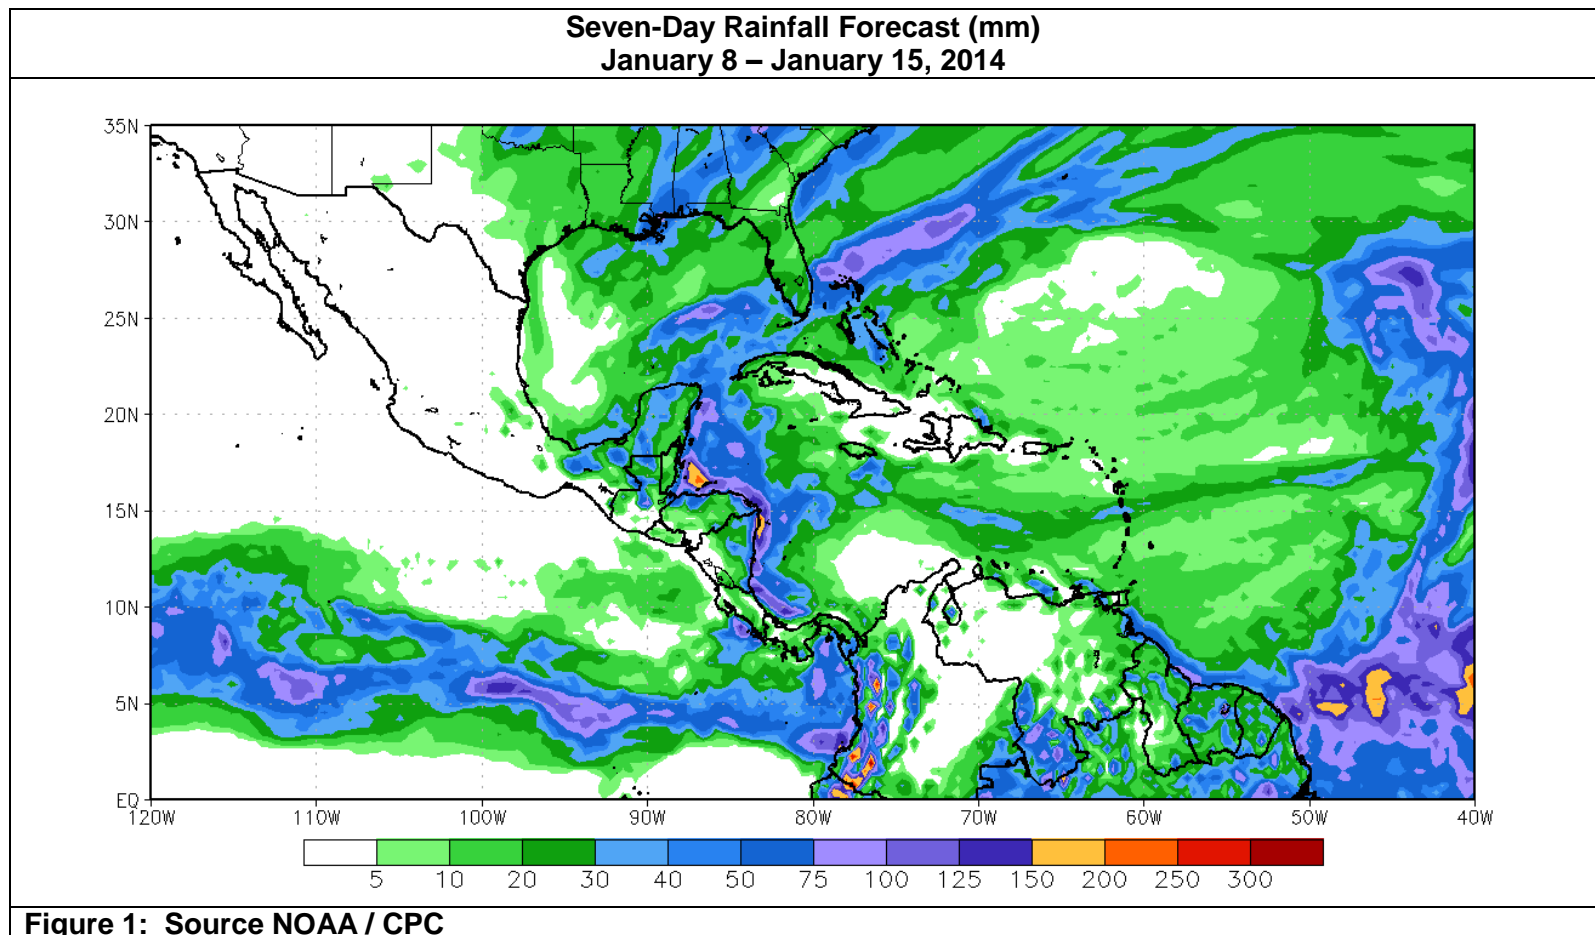 Seven-Day Rainfall Forecast (mm)
January 8 – January 15, 2014
35N
30N
25N
20N
15N
10N
5N
EQ
120W 110W 100W 90W 80W 70W 60W 50W 40W
5 10 20 30 40 50 75 100 125 150 200 250 300
Figure 1: Source NOAA / CPC